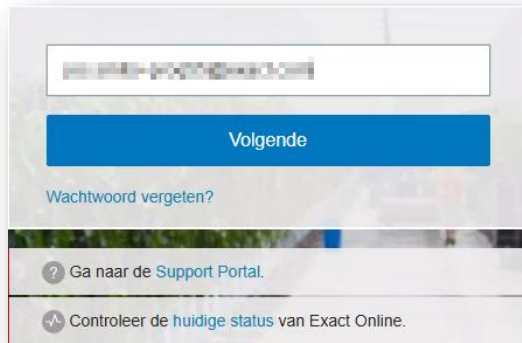 Volgende
Wachtwoord vergeten?
Ga naar de Support Portal.
Controleer de huidige status van Exact Online.